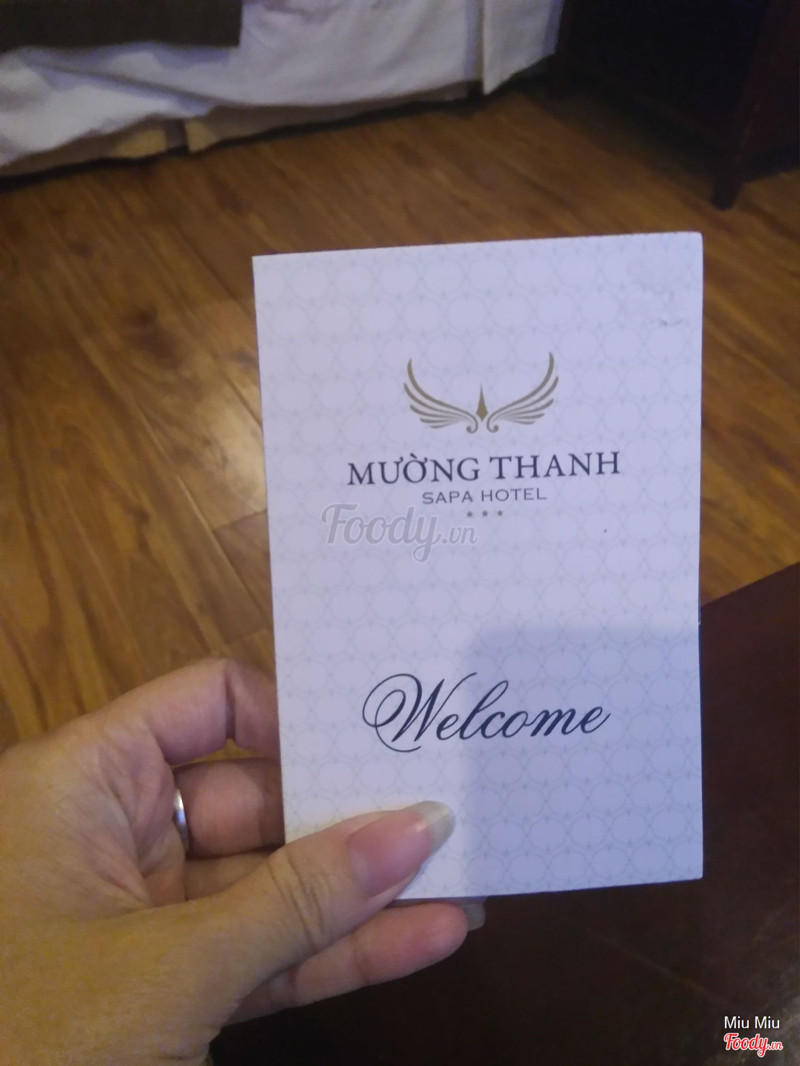 MƯỜNG THANH
SAPA HOTEL
Foody.vn
Welcome
Miu Miu
Foody.vn